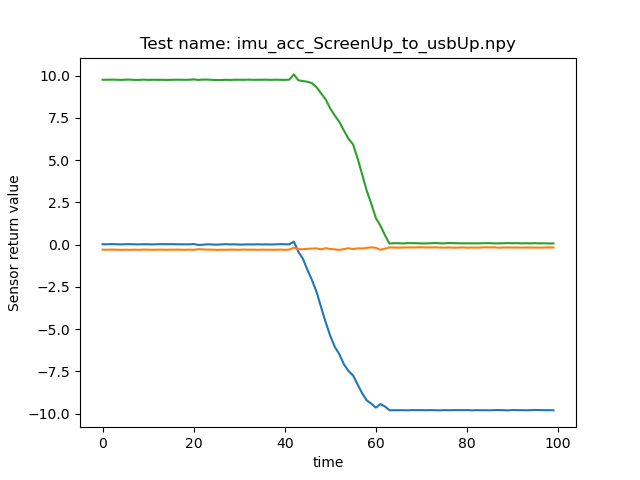 Test name: imu_acc_ScreenUp_to_usbUp.npy
10.0
7.5
5.0
2.5
0.0
−2.5
−5.0
−7.5
−10.0
Sensor return value
0 20 40 60 80 100
time